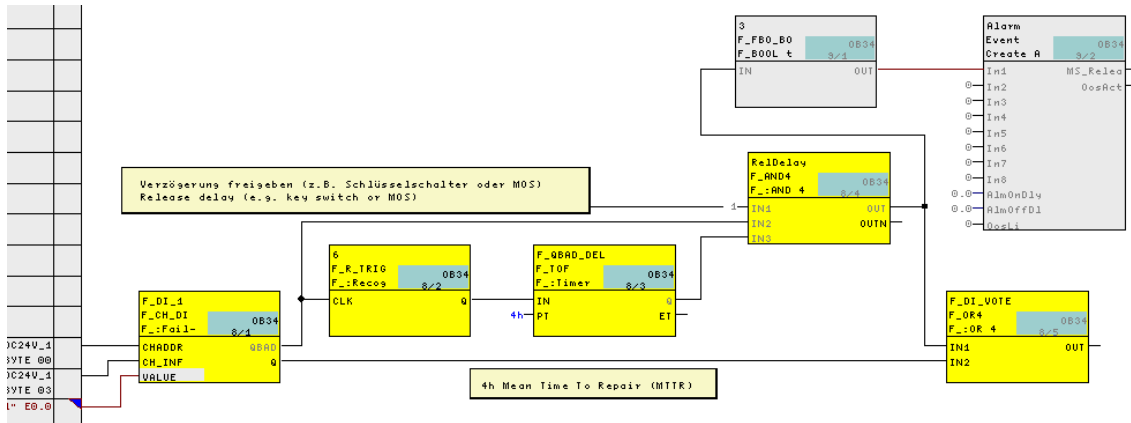 3
F_FBO_BO
F_BOOL t
OB34
9/1
IN
OUT
Alarm
Event
Create A
OB34
9/2
In1
MS_Relea
0
In2
OosAct
0
In3
0
In4
0
In5
0
In6
0
In7
0
In8
0.0
AlmOnDly
0.0
AlmOffDl
0
OosLi
Verzögerung freigeben (z.B. Schlüsselschalter oder MOS)
Release delay (e.g. key switch or MOS)
RelDelay
F_AND4
F_:AND 4
OB34
8/4
1
IN1
OUT
IN2
OUTN
IN3
6
F_R_TRIG
F_:Recog
OB34
8/2
CLK
Q
F_QBAD_DEL
F_TOF
F_:Timer
OB34
8/3
IN
Q
4h
PT
ET
F_DI_1
F_CH_DI
F_:Fail-
OB34
8/1
CHADDR
QBAD
CH_INF
Q
VALUE
DC24V_1
BYTE 00
DC24V_1
BYTE 03
1" E0.0
F_DI_VOTE
F_OR4
F_:OR 4
OB34
8/5
IN1
OUT
IN2
4h Mean Time To Repair (MTTR)